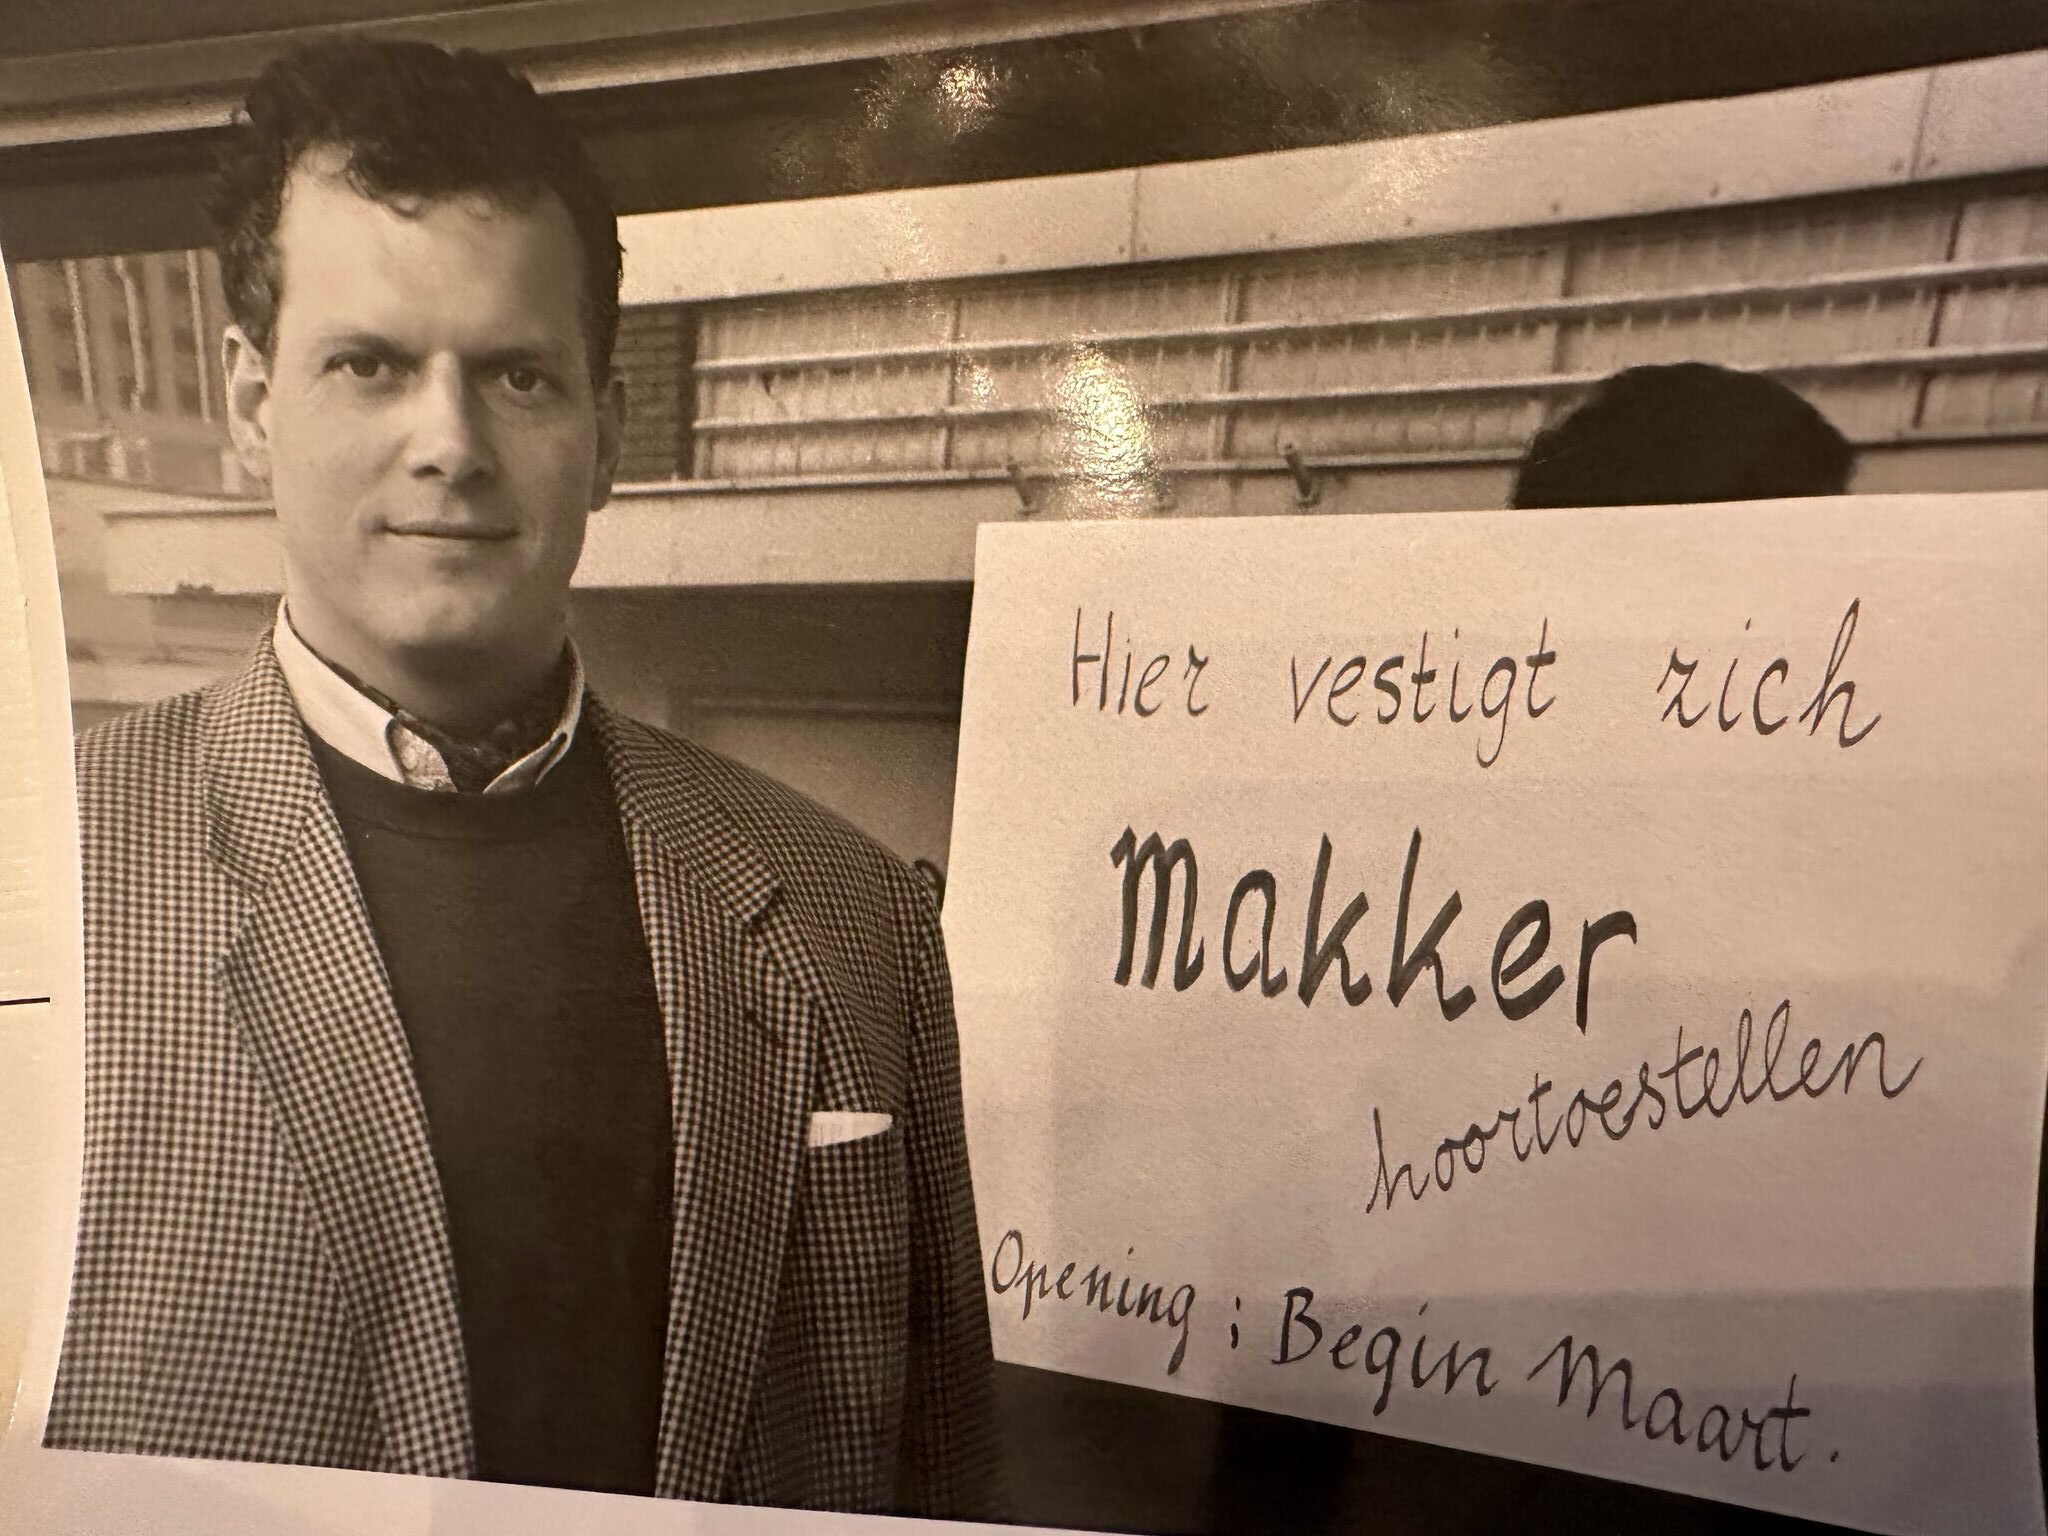 Hier vestigt zich
Makker
hoortoestellen
Opening : Begin Maart.